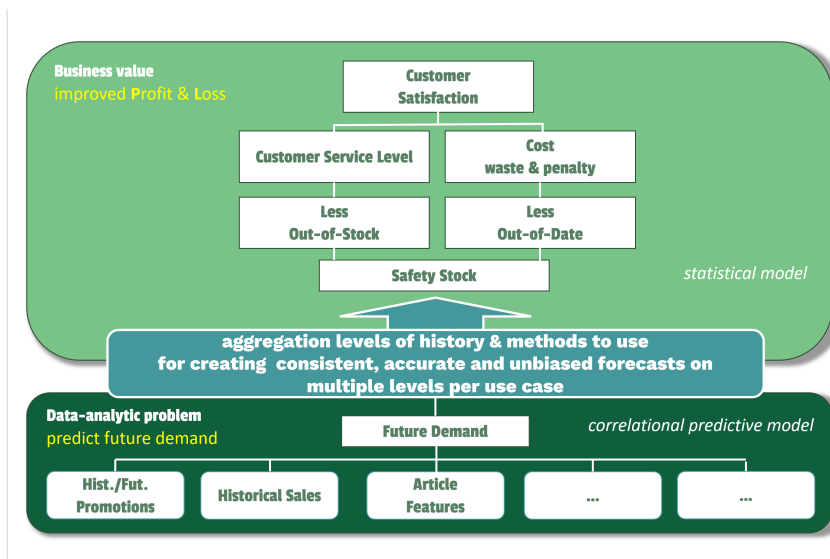 Business value
improved Profit & Loss
Customer
Satisfaction
Customer Service Level
Cost
waste & penalty
Less
Out-of-Stock
Less
Out-of-Date
Safety Stock
statistical model
aggregation levels of history & methods to use
for creating consistent, accurate and unbiased forecasts on
multiple levels per use case
Data-analytic problem
predict future demand
Future Demand
correlational predictive model
Hist./Fut.
Promotions
Historical Sales
Article
Features
...
...